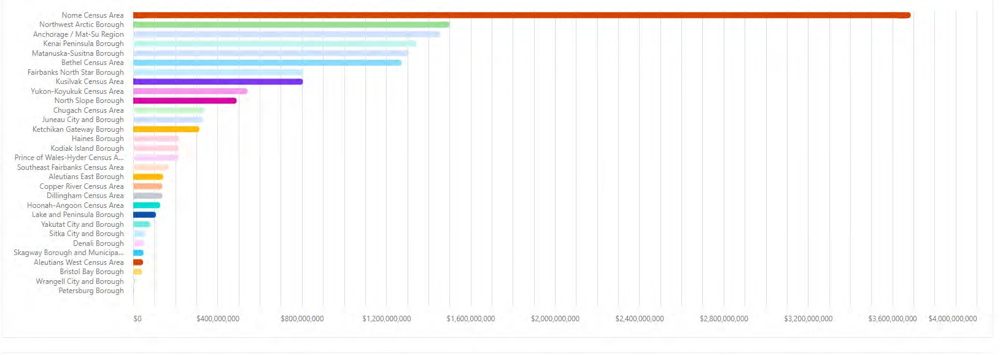 Nome Census Area
Northwest Arctic Borough
Anchorage / Mat-Su Region
Kenai Peninsula Borough
Matanuska-Susitna Borough
Bethel Census Area
Fairbanks North Star Borough
Kusilvak Census Area
Yukon-Koyukuk Census Area
North Slope Borough
Chugach Census Area
Juneau City and Borough
Ketchikan Gateway Borough
Haines Borough
Kodiak Island Borough
Prince of Wales-Hyder Census A...
Southeast Fairbanks Census Area
Aleutians East Borough
Copper River Census Area
Dillingham Census Area
Hoonah-Angoon Census Area
Lake and Peninsula Borough
Yakutat City and Borough
Sitka City and Borough
Denali Borough
Skagway Borough and Municipa...
Aleutians West Census Area
Bristol Bay Borough
Wrangell City and Borough
Petersburg Borough
$0 $400,000,000 $800,000,000 $1,200,000,000 $1,600,000,000 $2,000,000,000 $2,400,000,000 $2,800,000,000 $3,200,000,000 $3,600,000,000 $4,000,000,000